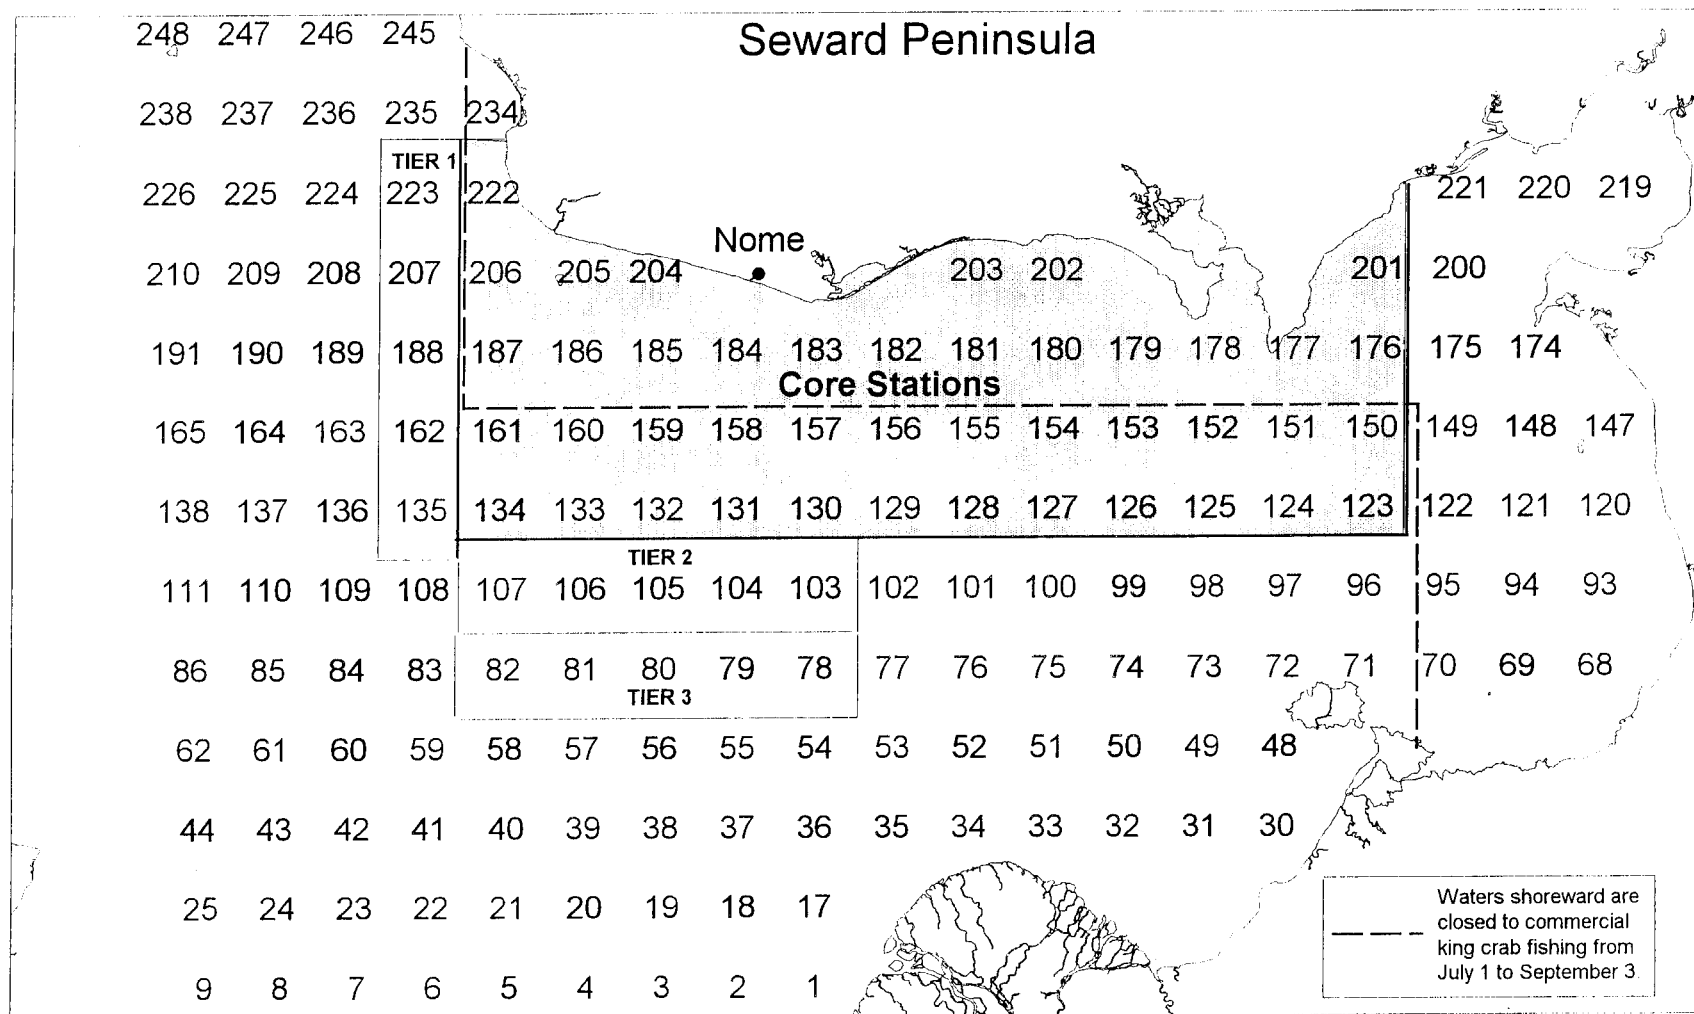 248 247 246 245 Seward Peninsula
238 237 236 235 234
TIER 1
226 225 224 223 222 221 220 219
Nome
210 209 208 207 206 205 204 203 202 201 200
191 190 189 188 187 186 185 184 183 182 181 180 179 178 177 176 175 174
Core Stations
165 164 163 162 161 160 159 158 157 156 155 154 153 152 151 150 149 148 147
138 137 136 135 134 133 132 131 130 129 128 127 126 125 124 123 122 121 120
TIER 2
111 110 109 108 107 106 105 104 103 102 101 100 99 98 97 96 95 94 93
86 85 84 83 82 81 80 79 78 77 76 75 74 73 72 71 70 69 68
TIER 3
62 61 60 59 58 57 56 55 54 53 52 51 50 49 48
44 43 42 41 40 39 38 37 36 35 34 33 32 31 30
25 24 23 22 21 20 19 18 17
9 8 7 6 5 4 3 2 1
Waters shoreward are
closed to commercial
king crab fishing from
July 1 to September 3.